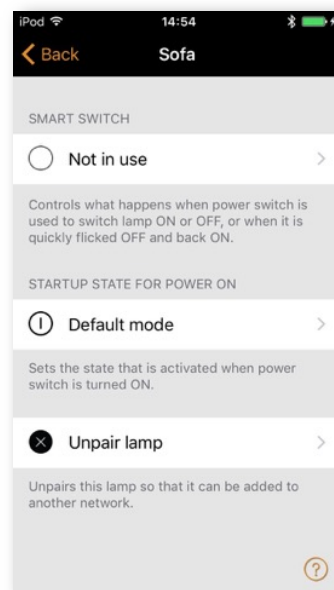 iPod 14:54
Back Sofa
SMART SWITCH
Not in use
Controls what happens when power switch is
used to switch lamp ON or OFF, or when it is
quickly flicked OFF and back ON.
STARTUP STATE FOR POWER ON
Default mode
Sets the state that is activated when power
switch is turned ON.
Unpair lamp
Unpairs this lamp so that it can be added to
another network.
?